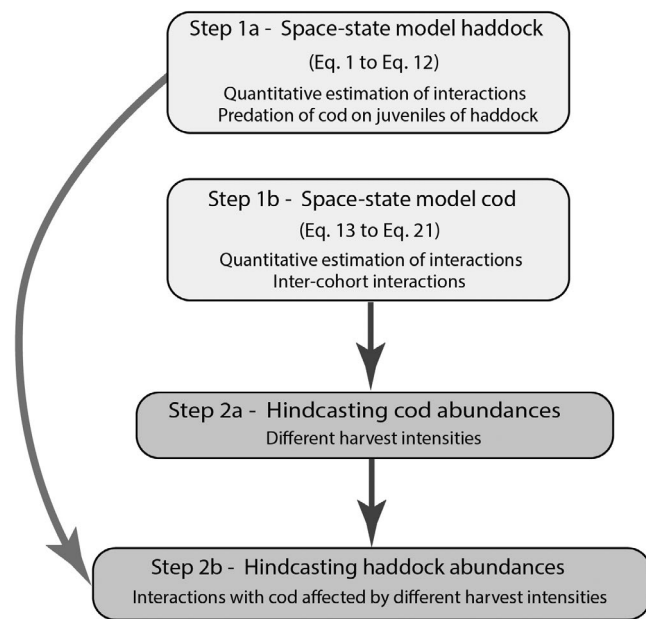 Step 1a - Space-state model haddock
(Eq. 1 to Eq. 12)
Quantitative estimation of interactions
Predation of cod on juveniles of haddock
Step 1b - Space-state model cod
(Eq. 13 to Eq. 21)
Quantitative estimation of interactions
Inter-cohort interactions
Step 2a - Hindcasting cod abundances
Different harvest intensities
Step 2b - Hindcasting haddock abundances
Interactions with cod affected by different harvest intensities